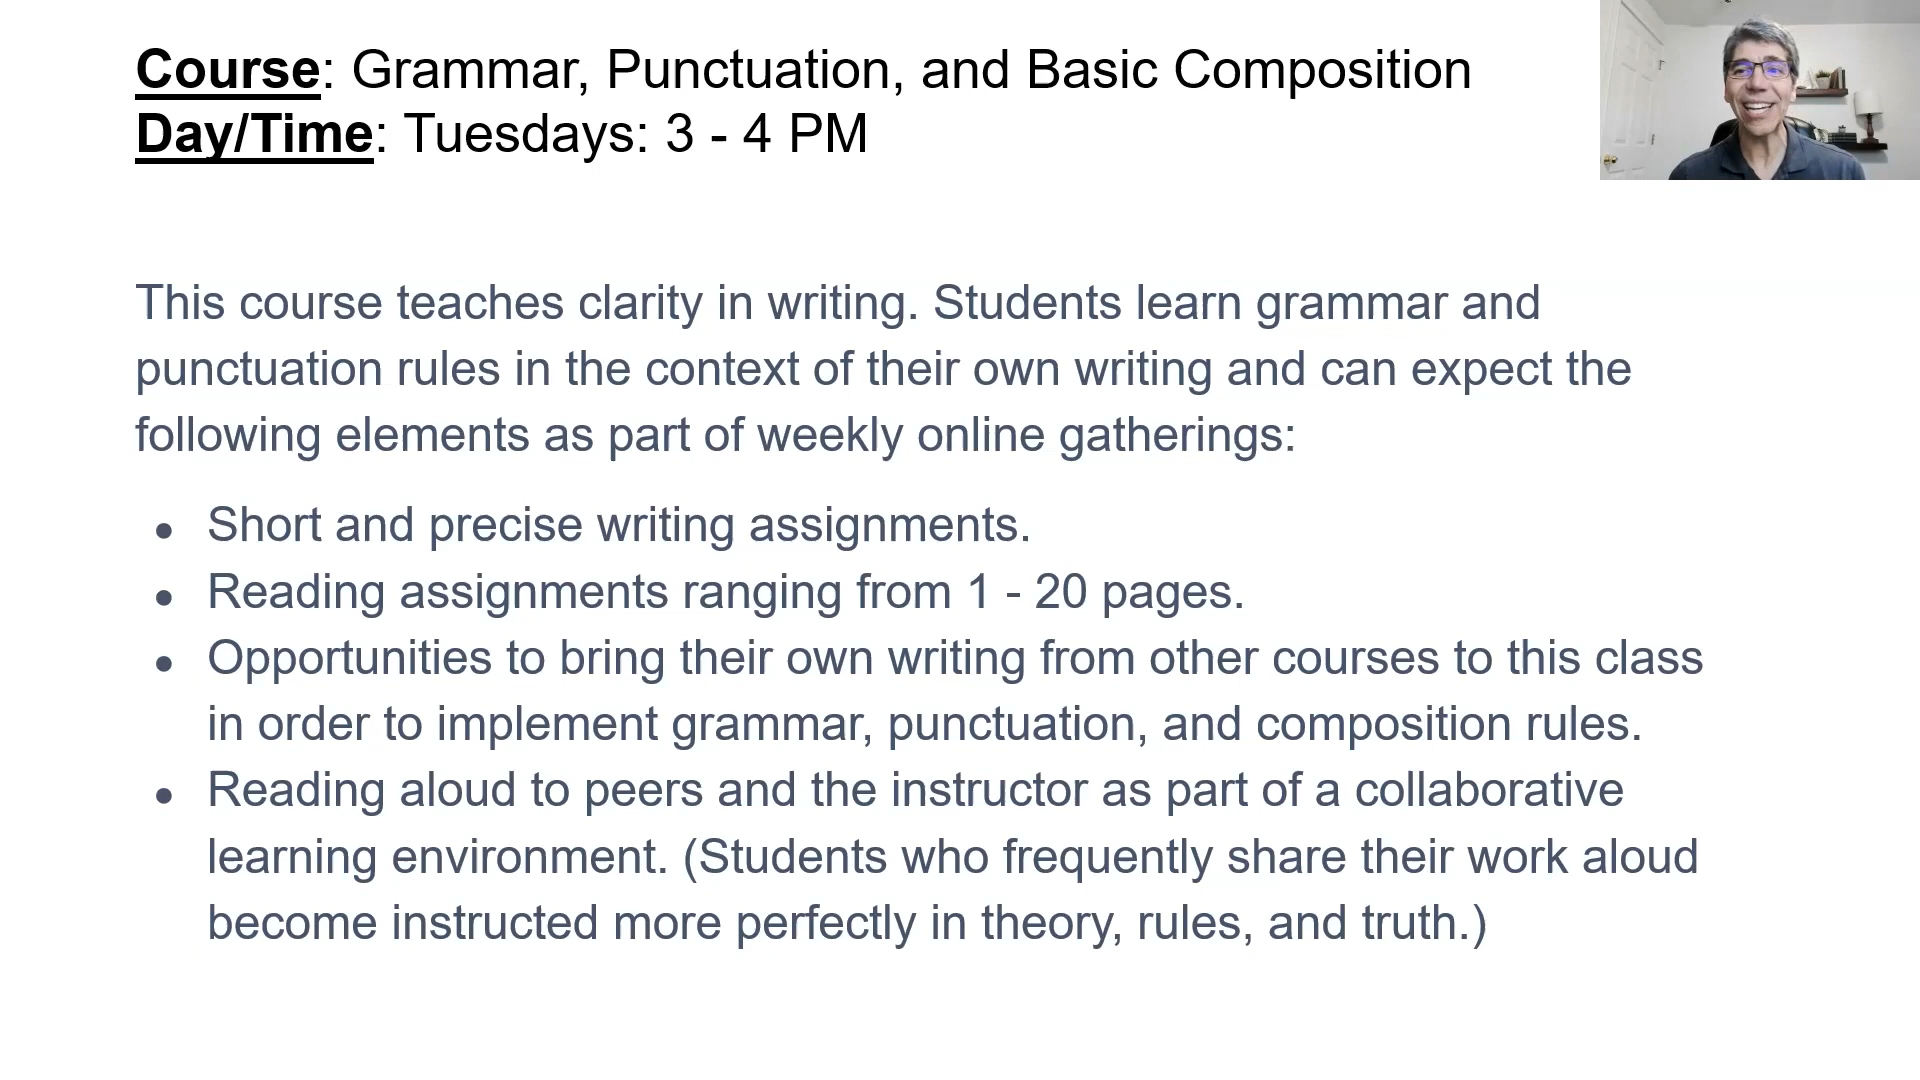 Course: Grammar, Punctuation, and Basic Composition
Day/Time: Tuesdays: 3 - 4 PM
This course teaches clarity in writing. Students learn grammar and
punctuation rules in the context of their own writing and can expect the
following elements as part of weekly online gatherings:
● Short and precise writing assignments.
● Reading assignments ranging from 1 - 20 pages.
● Opportunities to bring their own writing from other courses to this class
in order to implement grammar, punctuation, and composition rules.
● Reading aloud to peers and the instructor as part of a collaborative
learning environment. (Students who frequently share their work aloud
become instructed more perfectly in theory, rules, and truth.)